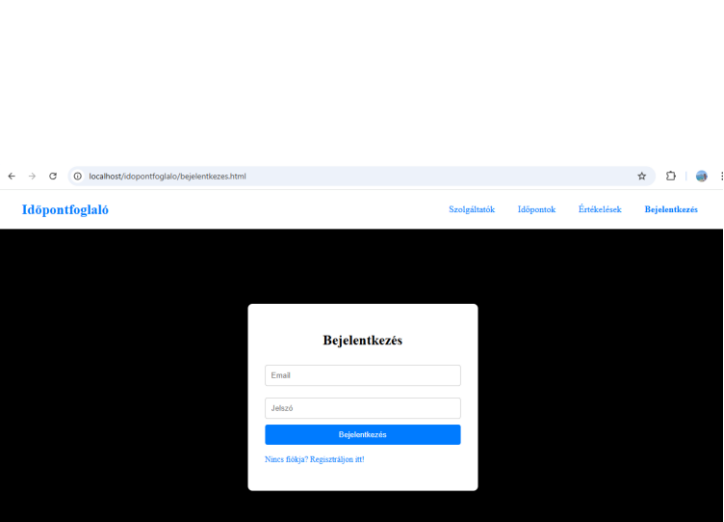 localhost/idopontfoglalo/bejelentkezes.html
Időpontfoglaló
Szolgáltatók Időpontok Értékelések Bejelentkezés
Bejelentkezés
Email
Jelszó
Bejelentkezés
Nincs fiókja? Regisztráljon itt!